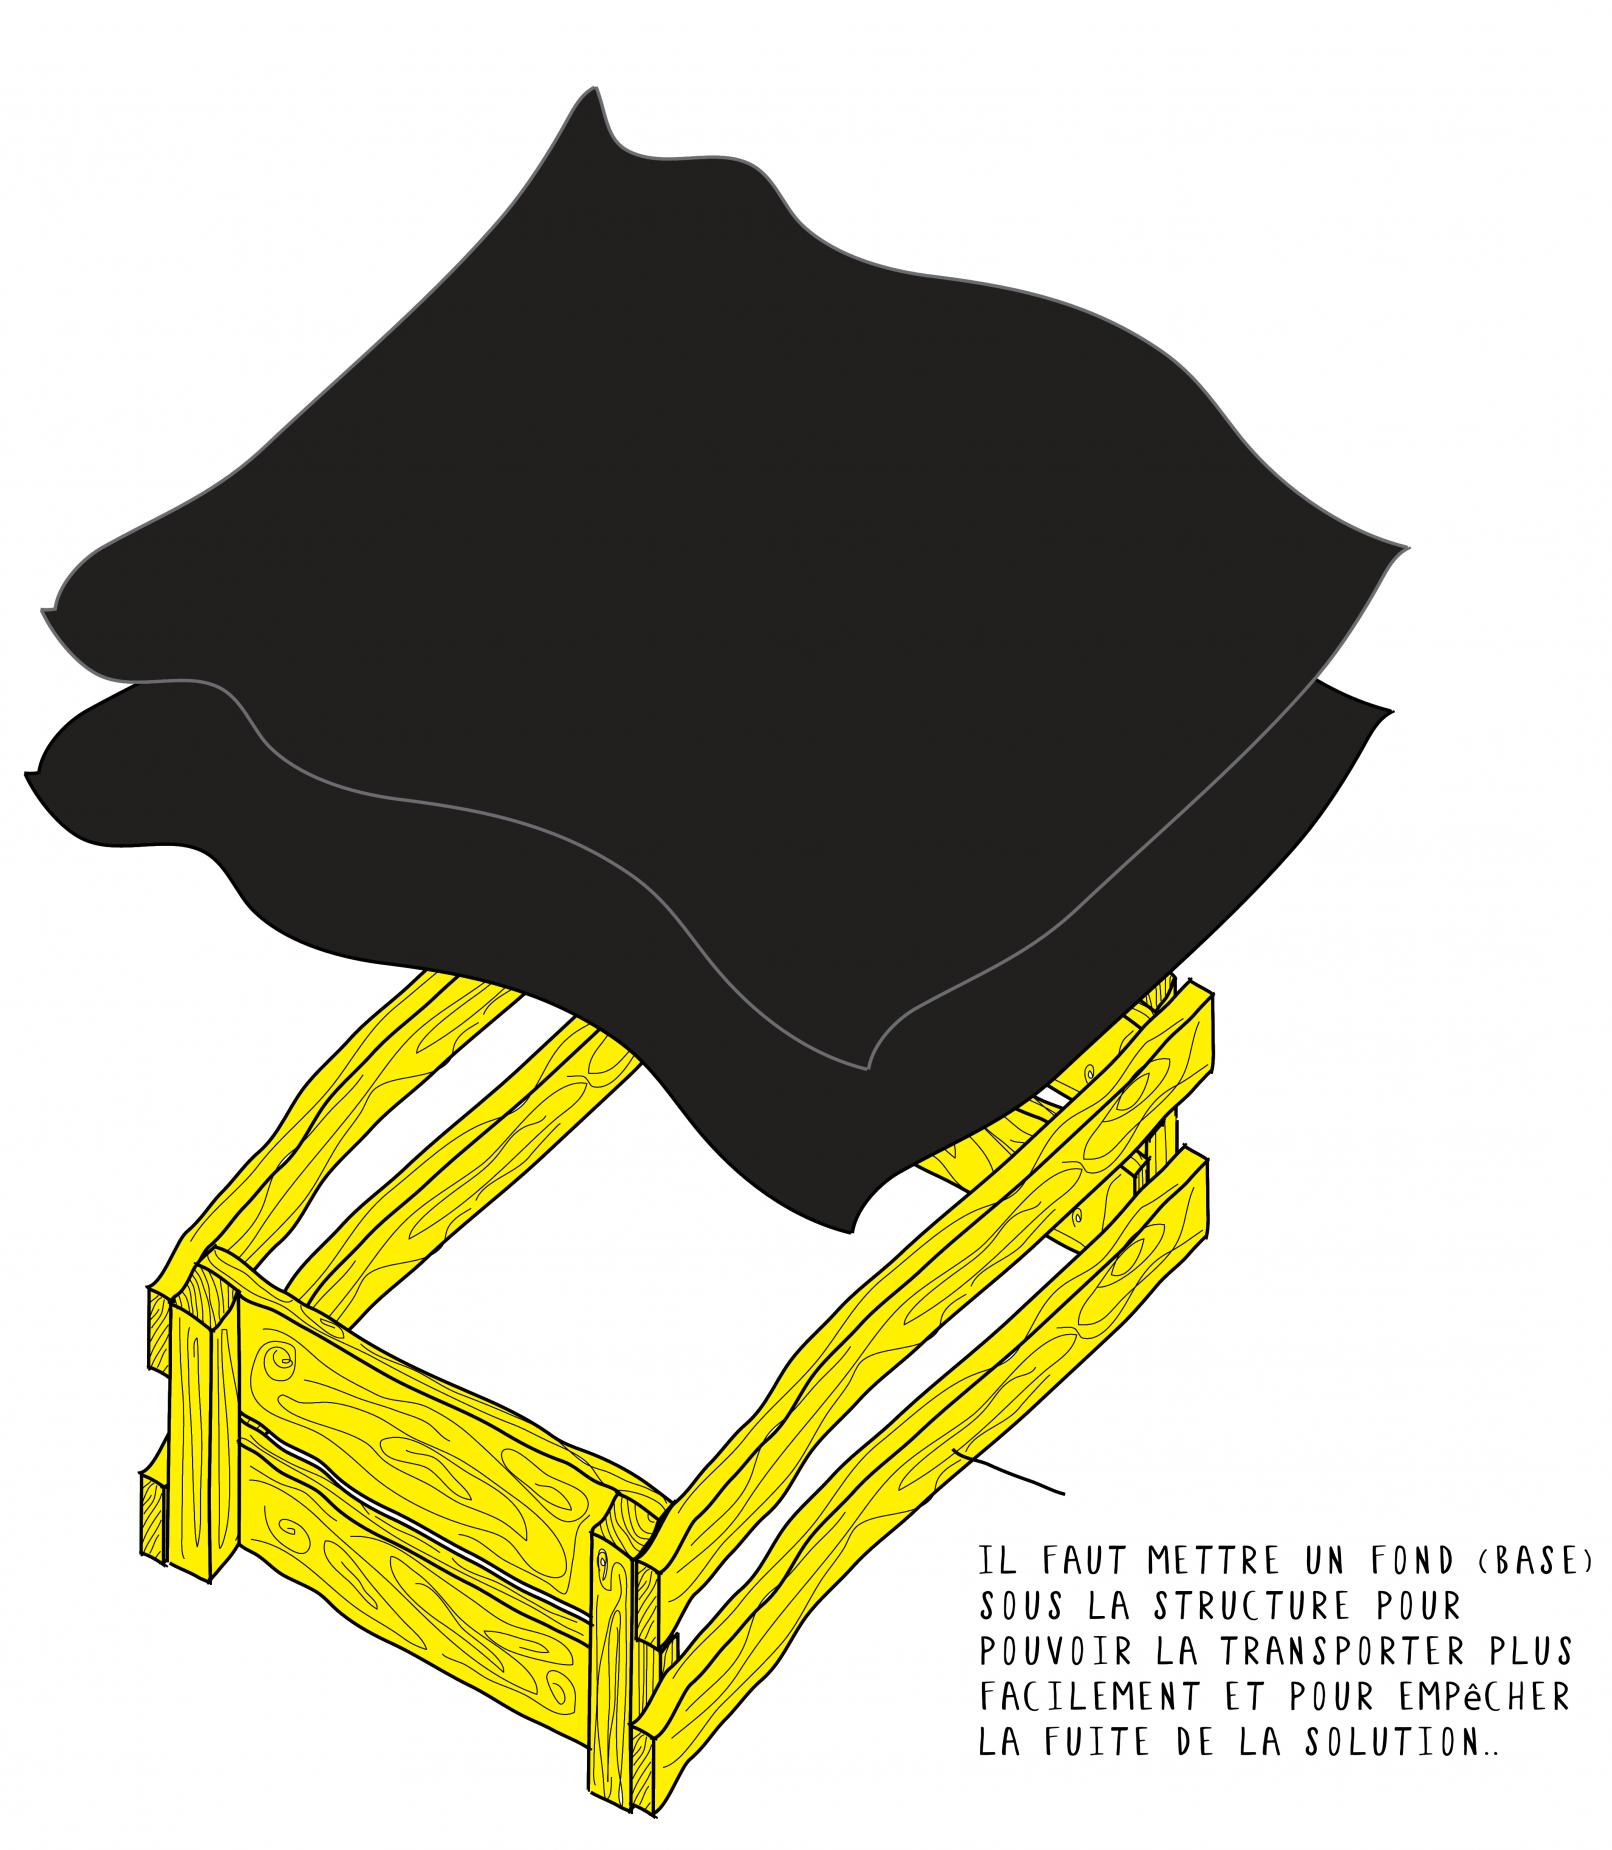 IL FAUT METTRE UN FOND (BASE)
SOUS LA STRUCTURE POUR
POUVOIR LA TRANSPORTER PLUS
FACILEMENT ET POUR EMPêCHER
LA FUITE DE LA SOLUTION..